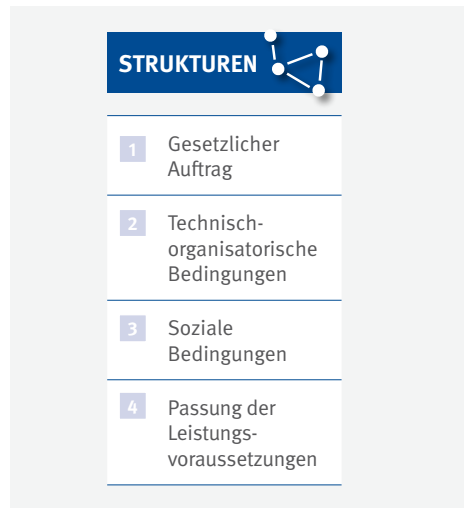 STRUKTUREN
1 Gesetzlicher
Auftrag
2 Technisch-
organisatorische
Bedingungen
3 Soziale
Bedingungen
4 Passung der
Leistungs-
voraussetzungen